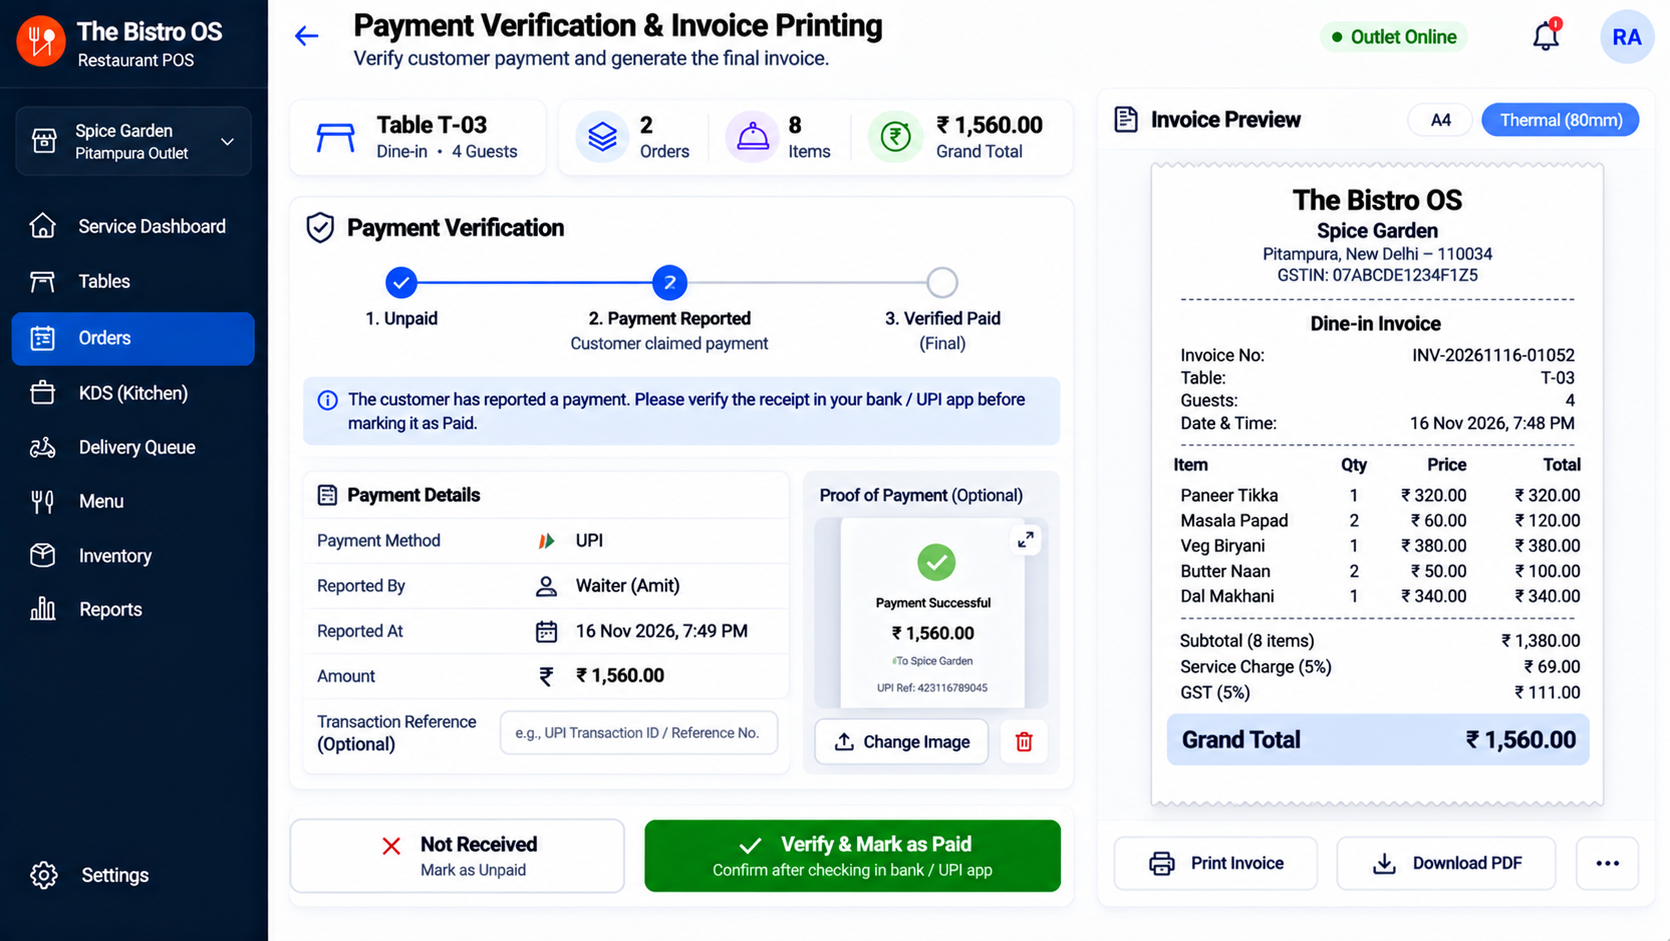 The Bistro OS
Restaurant POS
Spice Garden
Pitampura Outlet
Service Dashboard
Tables
Orders
KDS (Kitchen)
Delivery Queue
Menu
Inventory
Reports
Settings
Payment Verification & Invoice Printing
Verify customer payment and generate the final invoice.
Outlet Online
RA
Table T-03
Dine-in • 4 Guests
2
Orders
8
Items
₹ 1,560.00
Grand Total
Payment Verification
2
1. Unpaid
2. Payment Reported
Customer claimed payment
3. Verified Paid
(Final)
The customer has reported a payment. Please verify the receipt in your bank / UPI app before
marking it as Paid.
Payment Details
Payment Method UPI
Reported By Waiter (Amit)
Reported At 16 Nov 2026, 7:49 PM
Amount ₹ ₹ 1,560.00
Transaction Reference
(Optional)
e.g., UPI Transaction ID / Reference No.
Proof of Payment (Optional)
Payment Successful
₹ 1,560.00
To Spice Garden
UPI Ref: 423116789045
Change Image
Not Received
Mark as Unpaid
Verify & Mark as Paid
Confirm after checking in bank / UPI app
Invoice Preview
A4
Thermal (80mm)
The Bistro OS
Spice Garden
Pitampura, New Delhi – 110034
GSTIN: 07ABCDE1234F1Z5
Dine-in Invoice
Invoice No: INV-20261116-01052
Table: T-03
Guests: 4
Date & Time: 16 Nov 2026, 7:48 PM
Item Qty Price Total
Paneer Tikka 1 ₹ 320.00 ₹ 320.00
Masala Papad 2 ₹ 60.00 ₹ 120.00
Veg Biryani 1 ₹ 380.00 ₹ 380.00
Butter Naan 2 ₹ 50.00 ₹ 100.00
Dal Makhani 1 ₹ 340.00 ₹ 340.00
Subtotal (8 items) ₹ 1,380.00
Service Charge (5%) ₹ 69.00
GST (5%) ₹ 111.00
Grand Total ₹ 1,560.00
Print Invoice
Download PDF